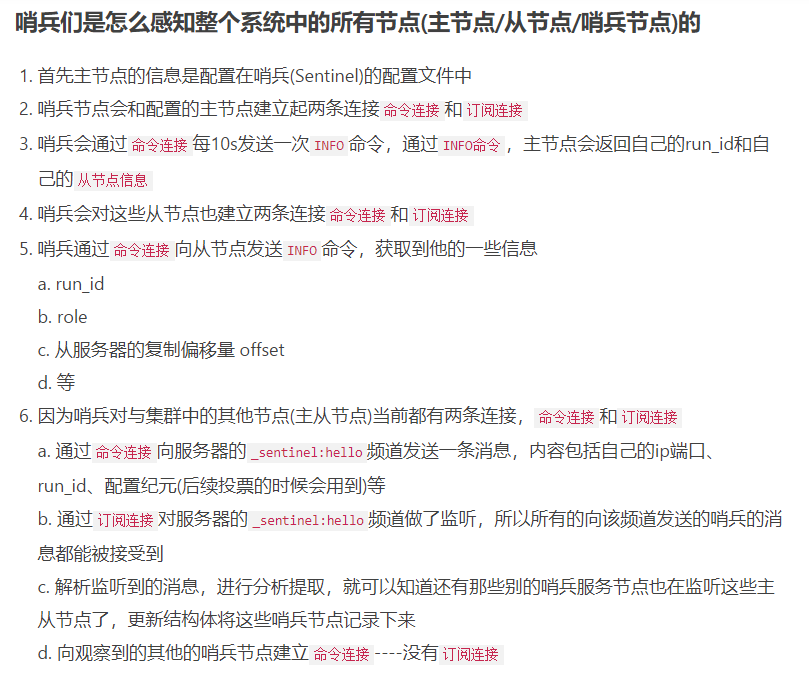 哨兵们是怎么感知整个系统中的所有节点(主节点/从节点/哨兵节点)的
1. 首先主节点的信息是配置在哨兵(Sentinel)的配置文件中
2. 哨兵节点会和配置的主节点建立起两条连接 命令连接 和 订阅连接
3. 哨兵会通过 命令连接 每10s发送一次 INFO 命令，通过 INFO命令 ，主节点会返回自己的run_id和自
己的 从节点信息
4. 哨兵会对这些从节点也建立两条连接 命令连接 和 订阅连接
5. 哨兵通过 命令连接 向从节点发送 INFO 命令，获取到他的一些信息
a. run_id
b. role
c. 从服务器的复制偏移量 offset
d. 等
6. 因为哨兵对与集群中的其他节点(主从节点)当前都有两条连接， 命令连接 和 订阅连接
a. 通过 命令连接 向服务器的 _sentinel:hello 频道发送一条消息，内容包括自己的ip端口、
run_id、配置纪元(后续投票的时候会用到)等
b. 通过 订阅连接 对服务器的 _sentinel:hello 频道做了监听，所以所有的向该频道发送的哨兵的消
息都能被接受到
c. 解析监听到的消息，进行分析提取，就可以知道还有那些别的哨兵服务节点也在监听这些主
从节点了，更新结构体将这些哨兵节点记录下来
d. 向观察到的其他的哨兵节点建立 命令连接 ----没有 订阅连接